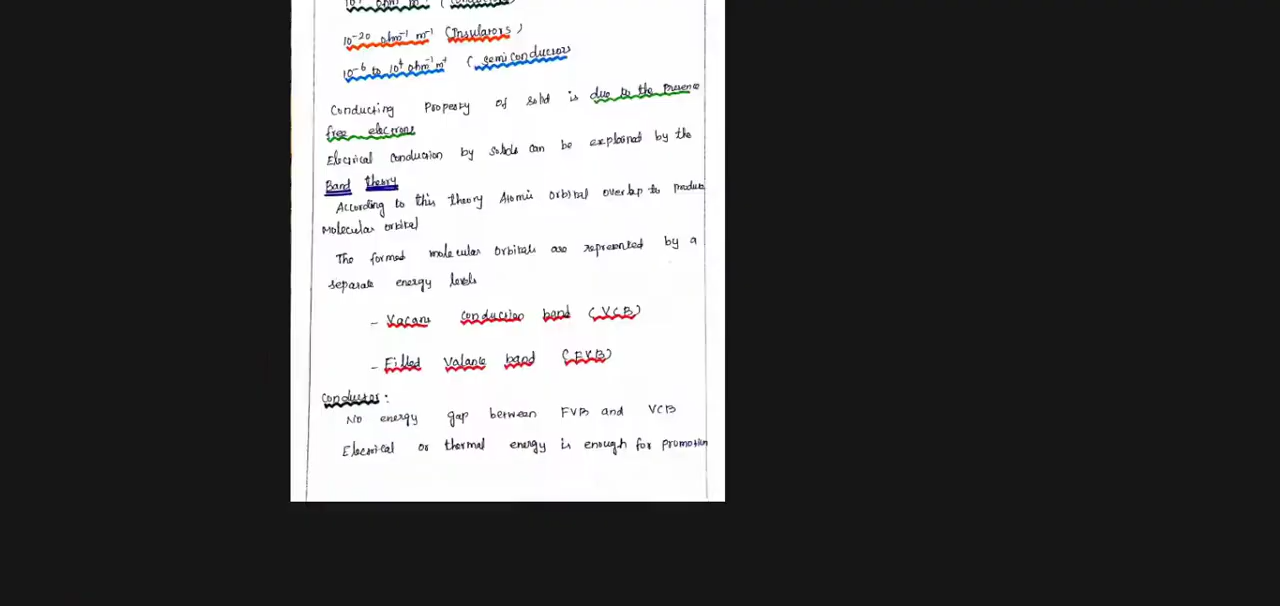 10⁻²⁰ ohm⁻¹ m⁻¹ (Insulators)
10⁻⁶ to 10⁴ ohm⁻¹ m⁻¹ (semiconductors
Conducting Property of solid is due to the presence
free electrons
Electrical conduction by solids can be explained by the
Band theory
According to this theory Atomic orbital overlap to produce
Molecular orbital
The formed molecular orbitals are represented by a
separate energy levels
- Vacant conduction band (VCB)
- Filled Valance band (FVB)
Conductor:
No energy gap between FVB and VCB
Electrical or thermal energy is enough for promotion